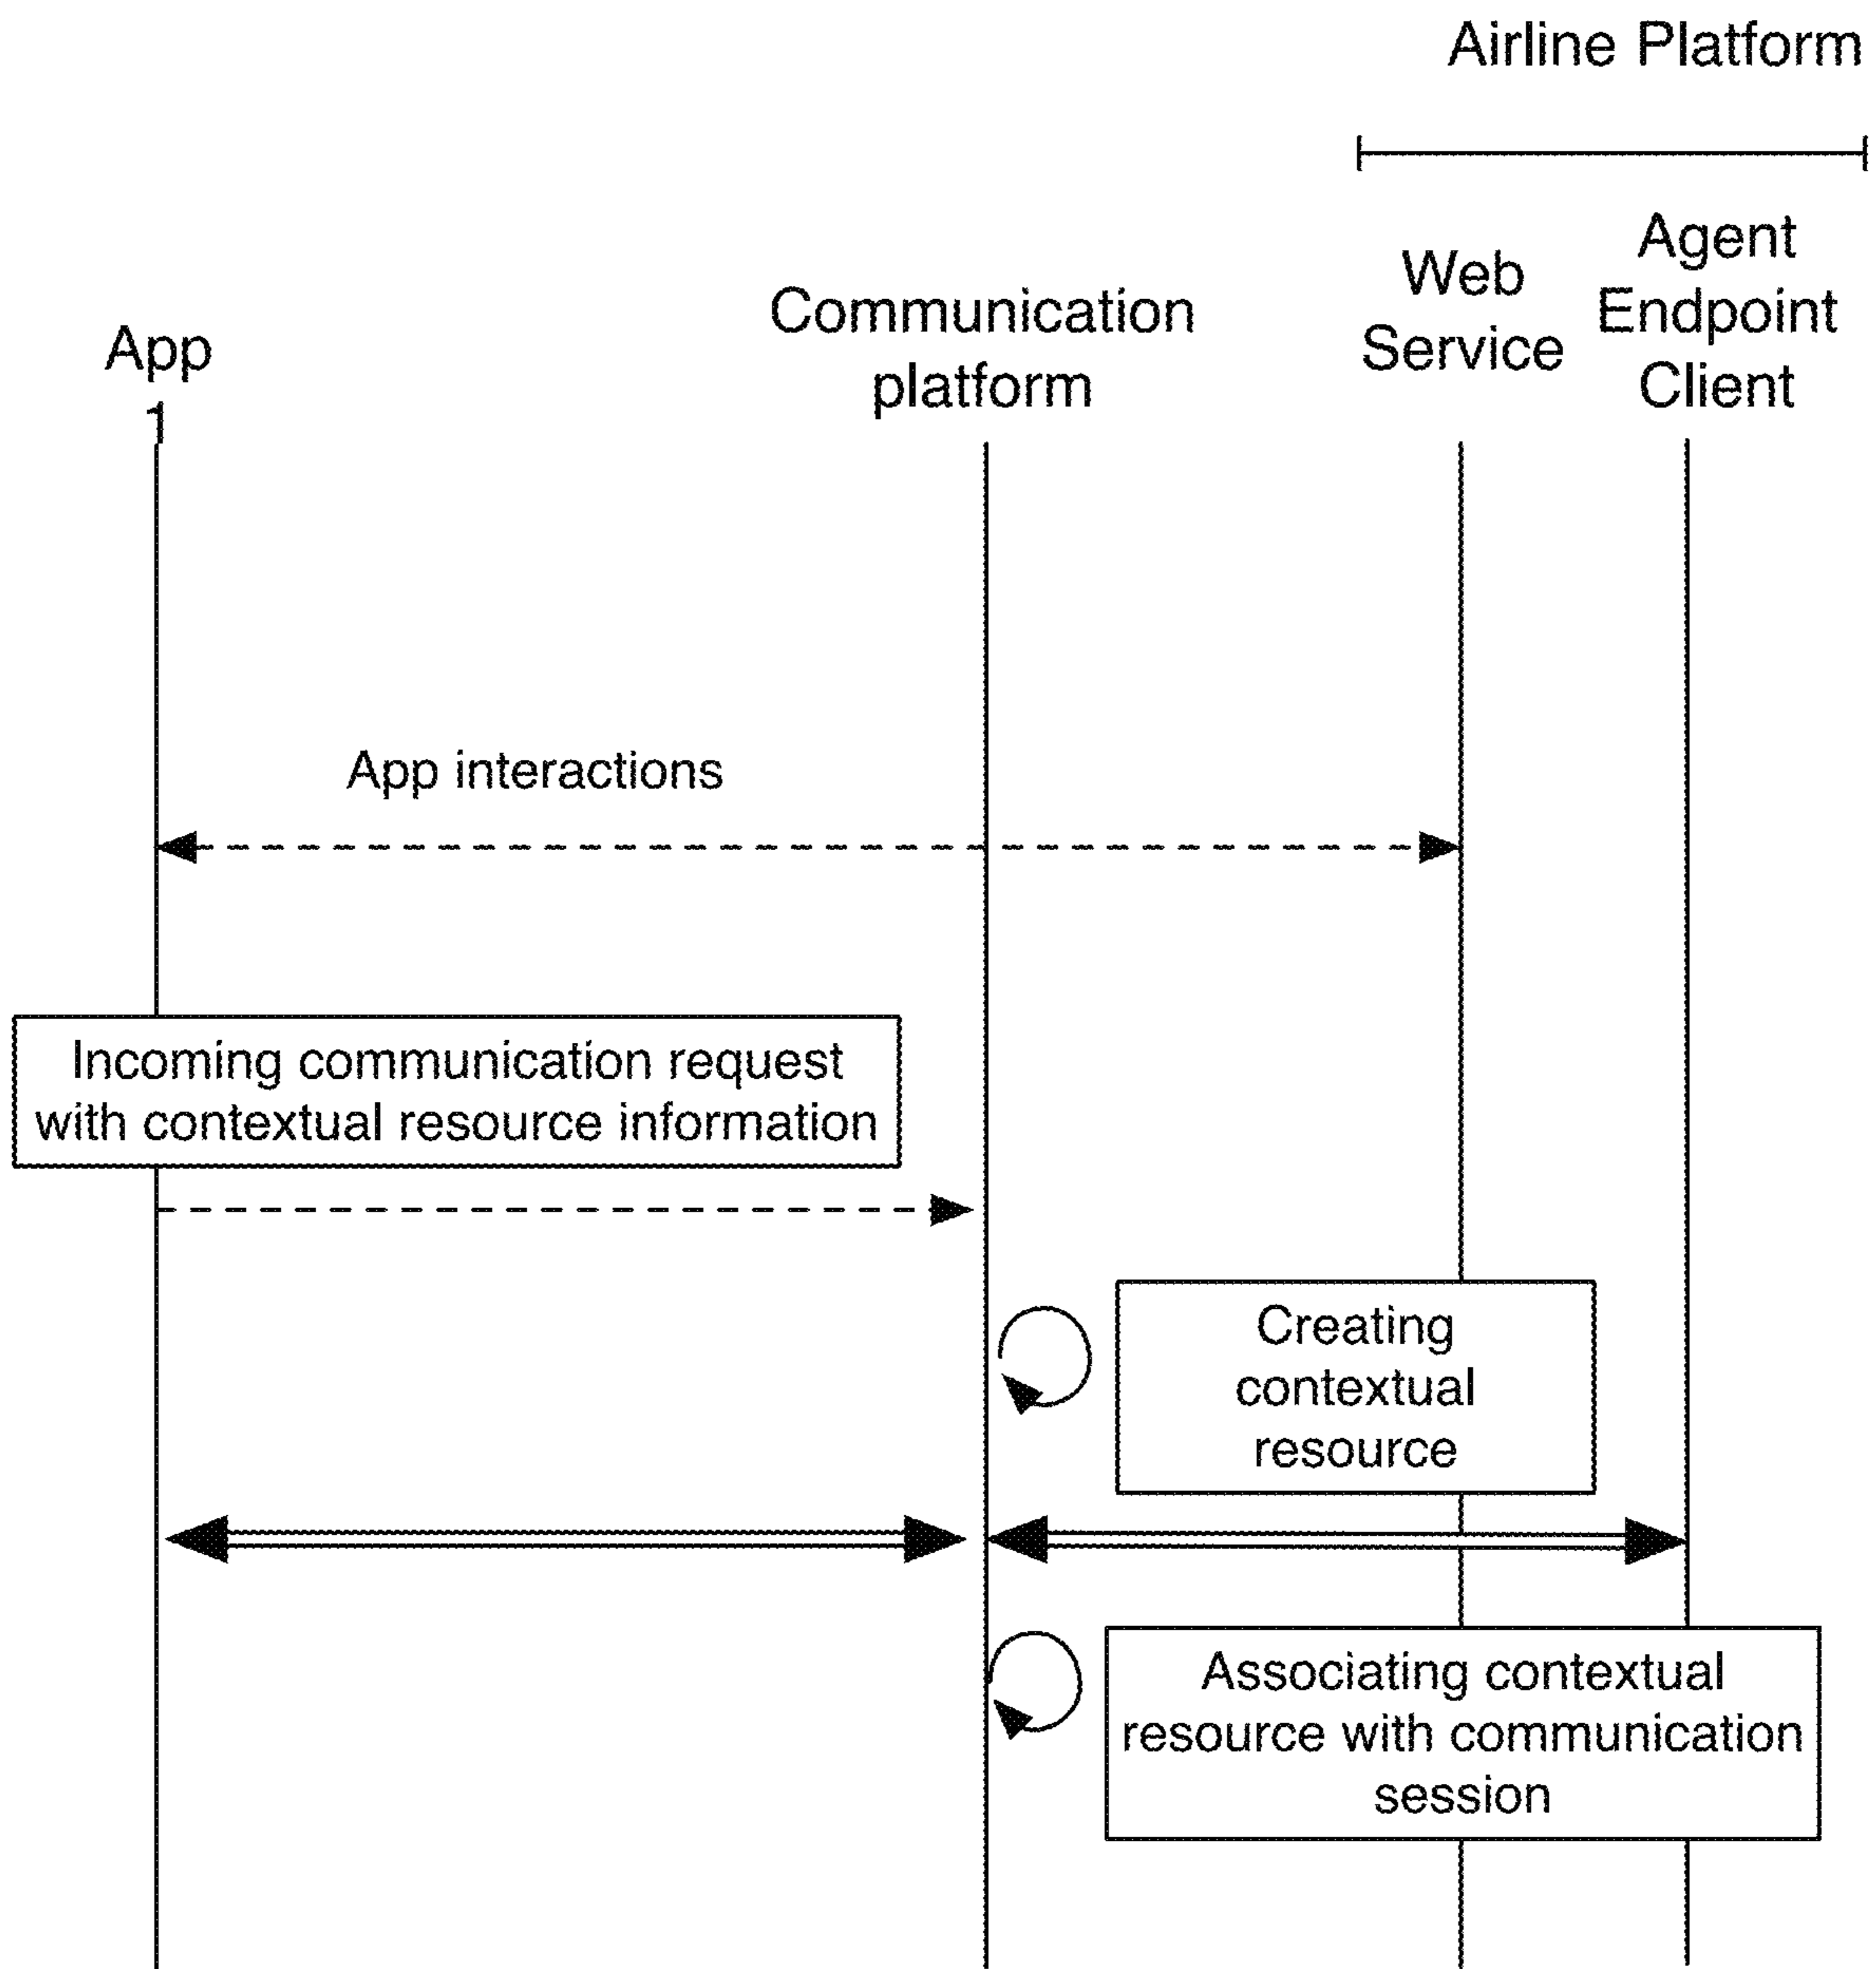 Airline Platform
App
1
Communication
platform
Web
Service
Agent
Endpoint
Client
App interactions
Incoming communication request
with contextual resource information
Creating
contextual
resource
Associating contextual
resource with communication
session